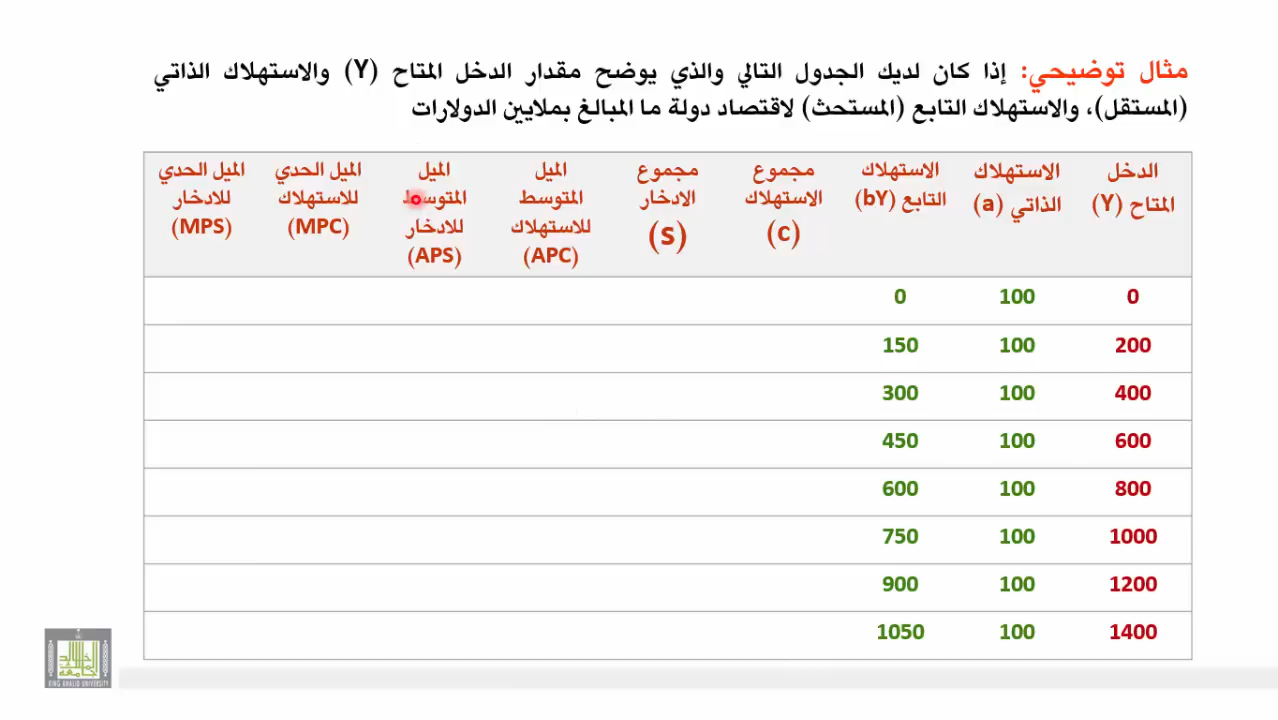 مثال توضيحي: إذا كان لديك الجدول التالي والذي يوضح مقدار الدخل المتاح (Y) والاستهلاك الذاتي
(المستقل)، والاستهلاك التابع (المستحث) لاقتصاد دولة ما المبالغ بملايين الدولارات
الدخل المتاح (Y)
الاستهلاك الذاتي (a)
الاستهلاك التابع (bY)
مجموع الاستهلاك (c)
مجموع الادخار (s)
الميل المتوسط للاستهلاك (APC)
الميل المتوسط للادخار (APS)
الميل الحدي للاستهلاك (MPC)
الميل الحدي للادخار (MPS)
0 100 0
200 100 150
400 100 300
600 100 450
800 100 600
1000 100 750
1200 100 900
1400 100 1050
KING KHALID UNIVERSITY